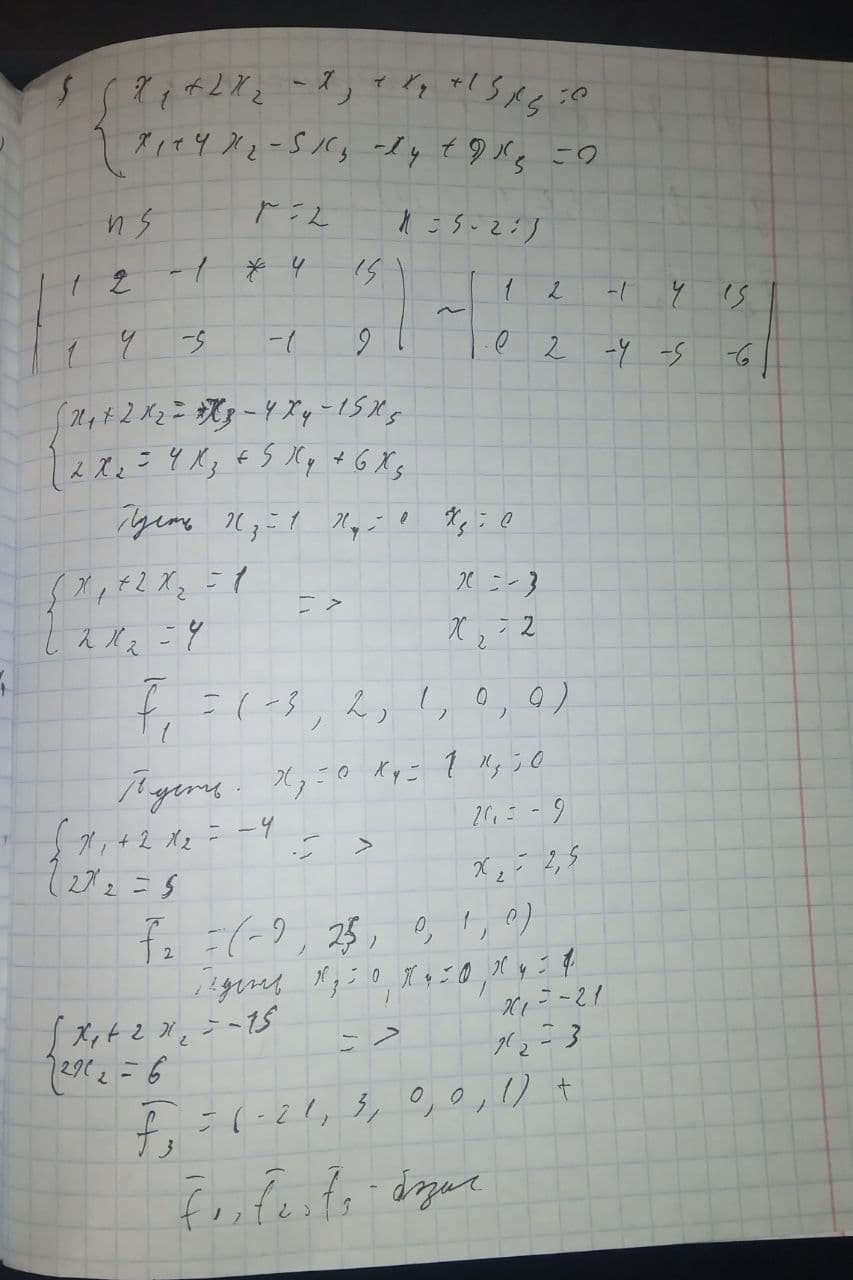 5 { x₁ + 2x₂ - x₃ + x₄ + 15x₅ = 0
x₁ + 4x₂ - 5x₃ - x₄ + 9x₅ = 0
n 5 r = 2 k = 5 - 2 = 3
| 1 2 -1 4 15 ) ~ | 1 2 -1 4 15 |
| 1 4 -5 -1 9 ) | 0 2 -4 -5 -6 |
{ x₁ + 2x₂ = x₃ - 4x₄ - 15x₅
2x₂ = 4x₃ + 5x₄ + 6x₅
Пусть x₃ = 1 x₄ = 0 x₅ = 0
{ x₁ + 2x₂ = 1 => x = -3
2x₂ = 4 x₂ = 2
f̄₁ = (-3, 2, 1, 0, 0)
Пусть. x₃ = 0 x₄ = 1 x₅ = 0
{ x₁ + 2x₂ = -4 => x₁ = -9
2x₂ = 5 x₂ = 2,5
f̄₂ = (-9, 25, 0, 1, 0)
Пусть x₃ = 0, x₄ = 0, x₄ = 1
{ x₁ + 2x₂ = -15 => x₁ = -21
2x₂ = 6 x₂ = 3
f̄₃ = (-21, 3, 0, 0, 1) +
f̄₁, f̄₂, f̄₃ - базис